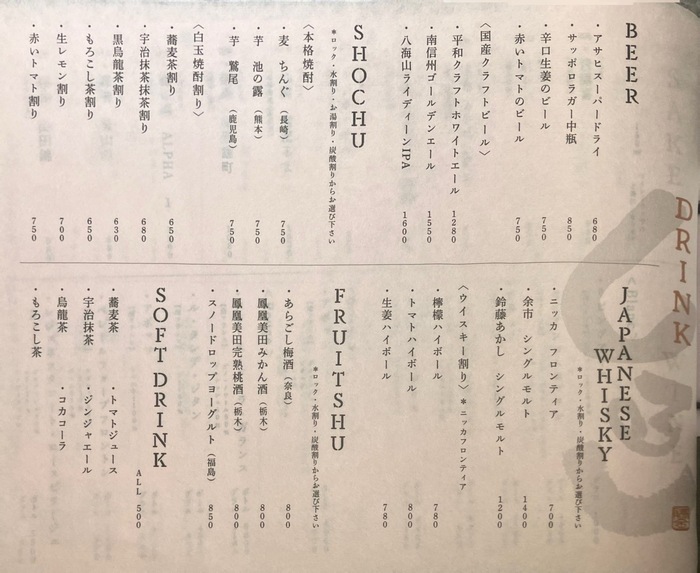 DRINK
BEER
・アサヒスーパードライ 680
・サッポロラガー中瓶 850
・辛口生姜のビール 750
・赤いトマトのビール 750
〈国産クラフトビール〉
・平和クラフトホワイトエール 1280
・南信州ゴールデンエール 1550
・八海山ライディーンIPA 1600
SHOCHU
*ロック・水割り・お湯割り・炭酸割りからお選び下さい
〈本格焼酎〉
・麦 ちんぐ（長崎） 750
・芋 池の露（熊本） 750
・芋 鷲尾（鹿児島） 750
〈白玉焼酎割り〉
・蕎麦茶割り 650
・宇治抹茶抹茶割り 680
・黒烏龍茶割り 630
・もろこし茶割り 650
・生レモン割り 700
・赤いトマト割り 750
JAPANESE
WHISKY
*ロック・水割り・炭酸割りからお選び下さい
・ニッカ フロンティア 700
・余市 シングルモルト 1400
・鈴藤あかし シングルモルト 1200
〈ウイスキー割り〉*ニッカフロンティア
・檸檬ハイボール 780
・トマトハイボール 800
・生姜ハイボール 780
FRUITSHU
*ロック・水割り・炭酸割りからお選び下さい
・あらごし梅酒（奈良） 800
・鳳凰美田みかん酒（栃木） 800
・鳳凰美田完熟桃酒（栃木） 800
・スノードロップヨーグルト（福島） 850
SOFT DRINK
ALL 500
・蕎麦茶 ・トマトジュース
・宇治抹茶 ・ジンジャエール
・烏龍茶 ・コカコーラ
・もろこし茶